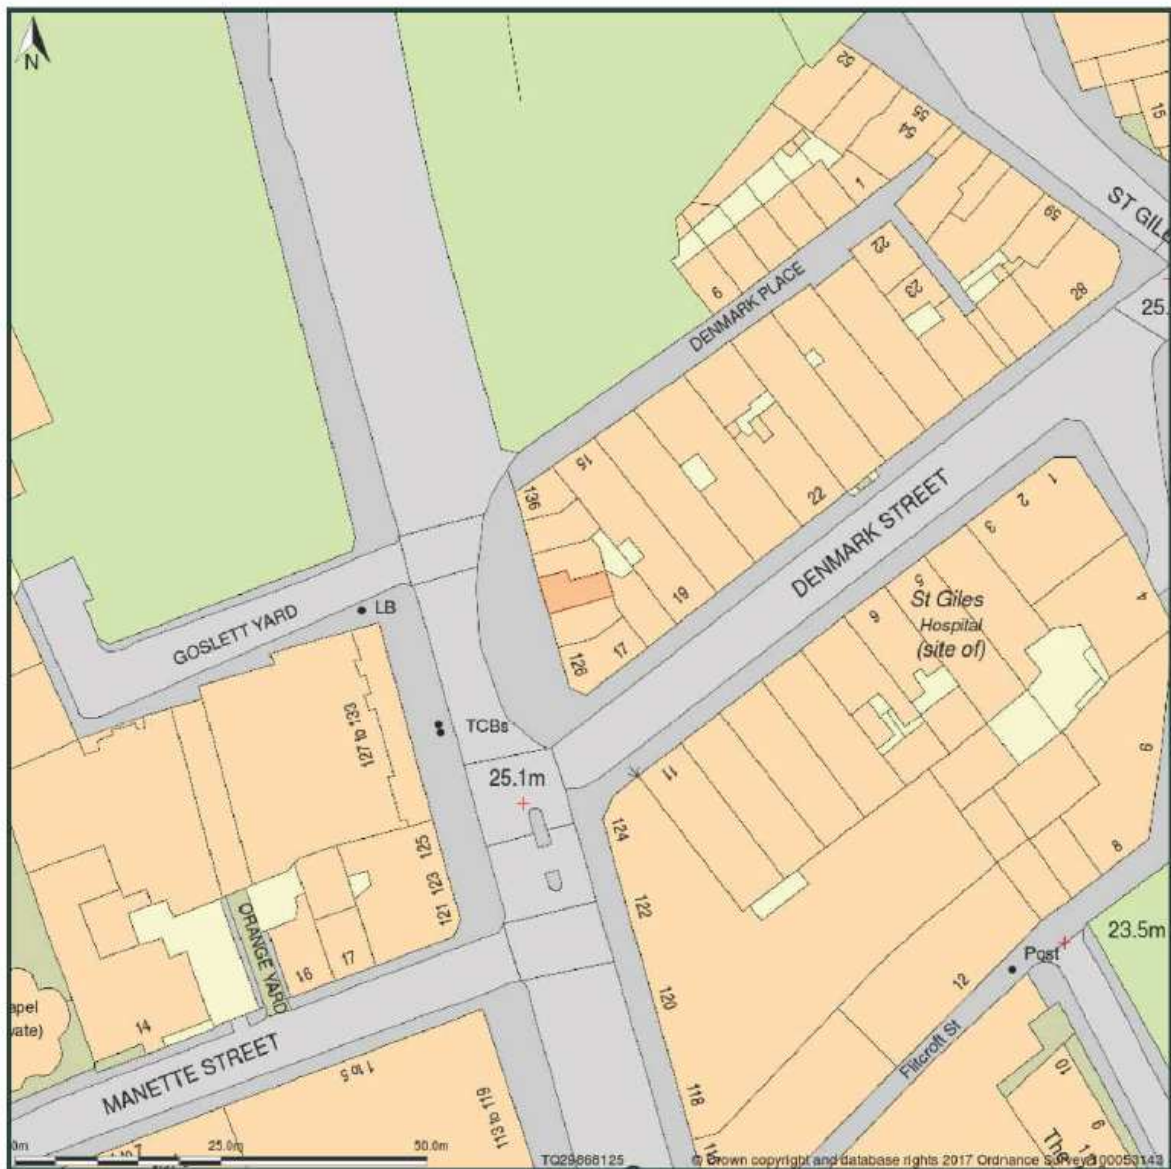 N
52
55
54
15
1
ST GILE
59
22
23
28
25.
9
DENMARK PLACE
15
136
22
DENMARK STREET
1
2
3
4
5
6
St Giles
Hospital
(site of)
19
17
126
LB
GOSLETT YARD
TCBs
127 to 133
25.1m
11
124
9
8
125
121 123
122
ORANGE YARD
16
17
23.5m
Post
12
120
apel
vate)
14
MANETTE STREET
1 to 5
Flitcroft St
118
113 to 119
10
9
The
25.0m
50.0m
TQ29868125
© Crown copyright and database rights 2017 Ordnance Survey 100053143